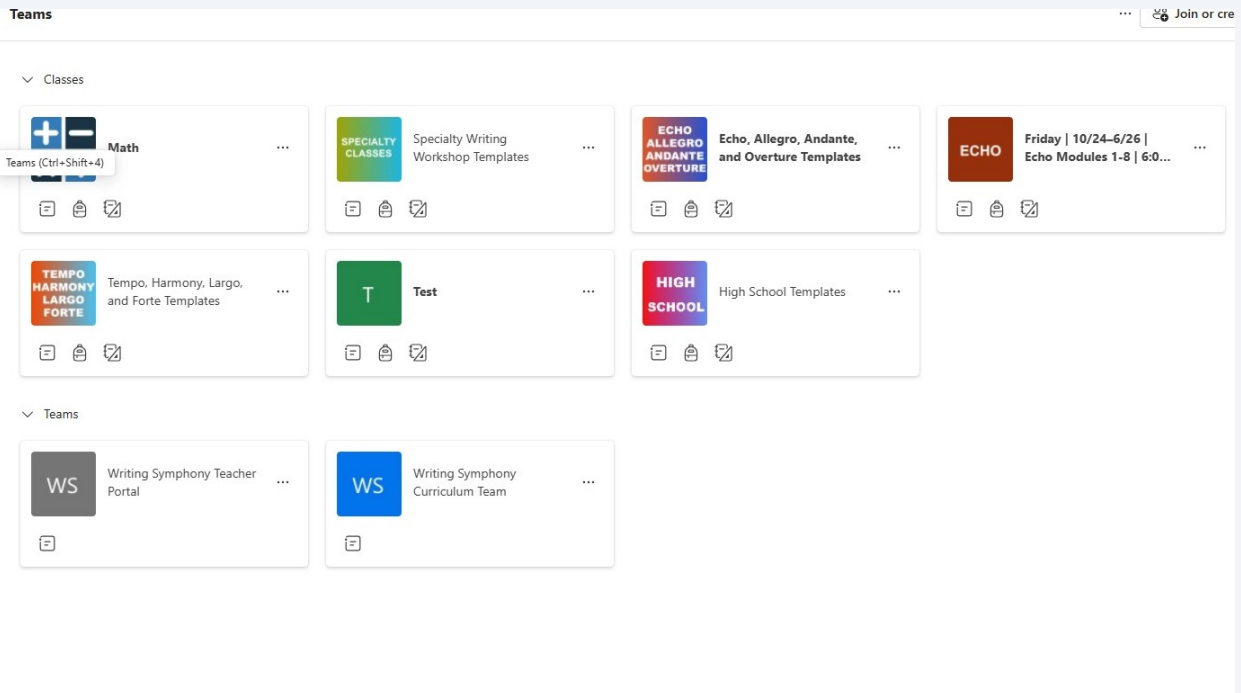 Teams
Join or cre
Classes
Math
Teams (Ctrl+Shift+4)
SPECIALTY
CLASSES
Specialty Writing
Workshop Templates
ECHO
ALLEGRO
ANDANTE
OVERTURE
Echo, Allegro, Andante,
and Overture Templates
ECHO
Friday | 10/24–6/26 |
Echo Modules 1-8 | 6:0...
TEMPO
HARMONY
LARGO
FORTE
Tempo, Harmony, Largo,
and Forte Templates
T
Test
HIGH
SCHOOL
High School Templates
Teams
WS
Writing Symphony Teacher
Portal
WS
Writing Symphony
Curriculum Team